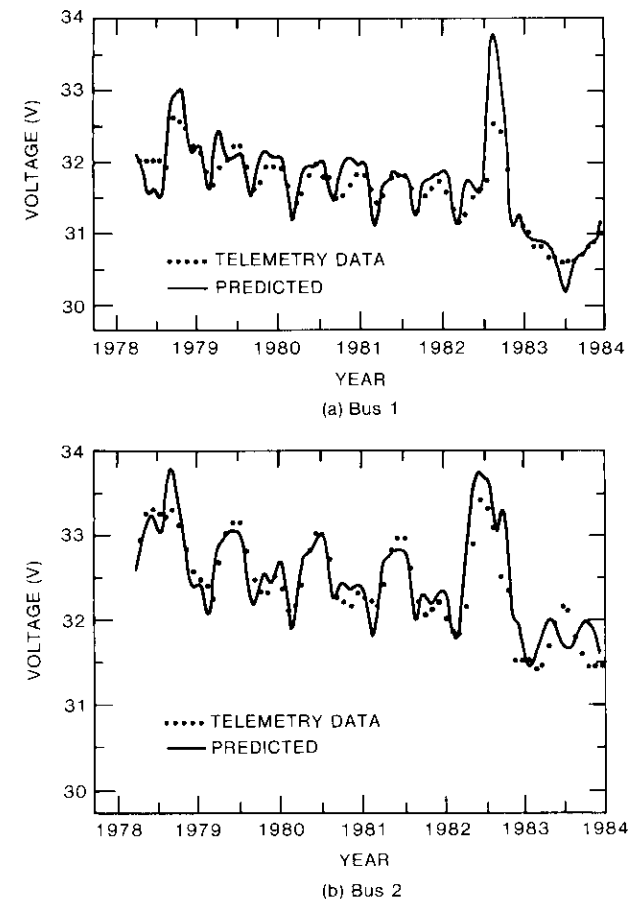 34
33
32
31
30
VOLTAGE (V)
•••••• TELEMETRY DATA
—— PREDICTED
1978 1979 1980 1981 1982 1983 1984
YEAR
(a) Bus 1
34
33
32
31
30
VOLTAGE (V)
•••••• TELEMETRY DATA
—— PREDICTED
1978 1979 1980 1981 1982 1983 1984
YEAR
(b) Bus 2